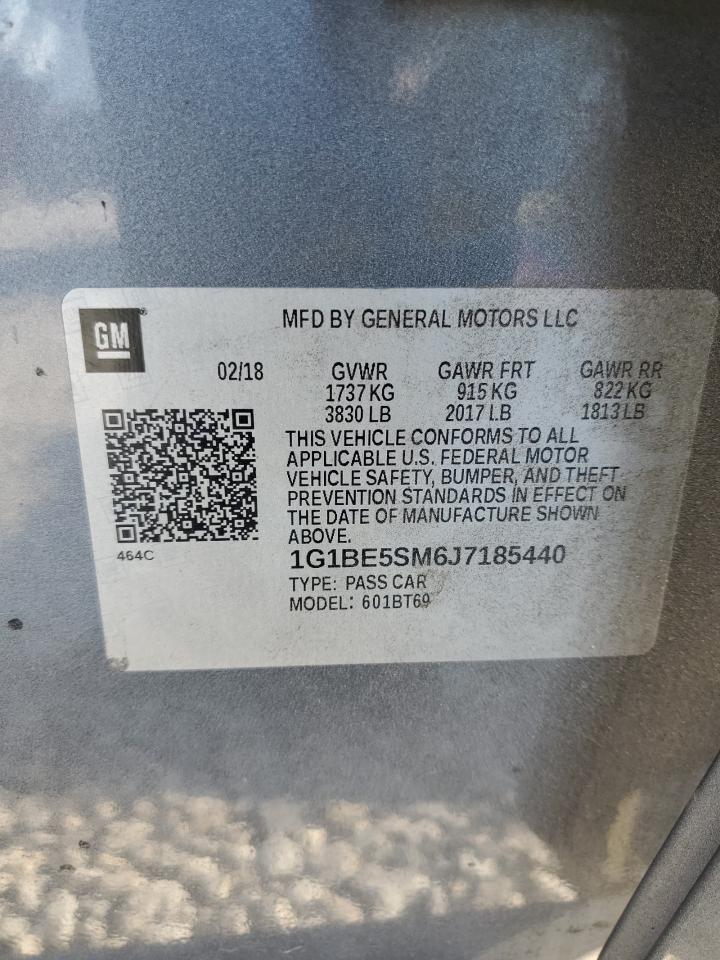 GM
MFD BY GENERAL MOTORS LLC
02/18 GVWR GAWR FRT GAWR RR
1737 KG 915 KG 822 KG
3830 LB 2017 LB 1813 LB
THIS VEHICLE CONFORMS TO ALL
APPLICABLE U.S. FEDERAL MOTOR
VEHICLE SAFETY, BUMPER, AND THEFT
PREVENTION STANDARDS IN EFFECT ON
THE DATE OF MANUFACTURE SHOWN
ABOVE.
464C
1G1BE5SM6J7185440
TYPE: PASS CAR
MODEL: 601BT69